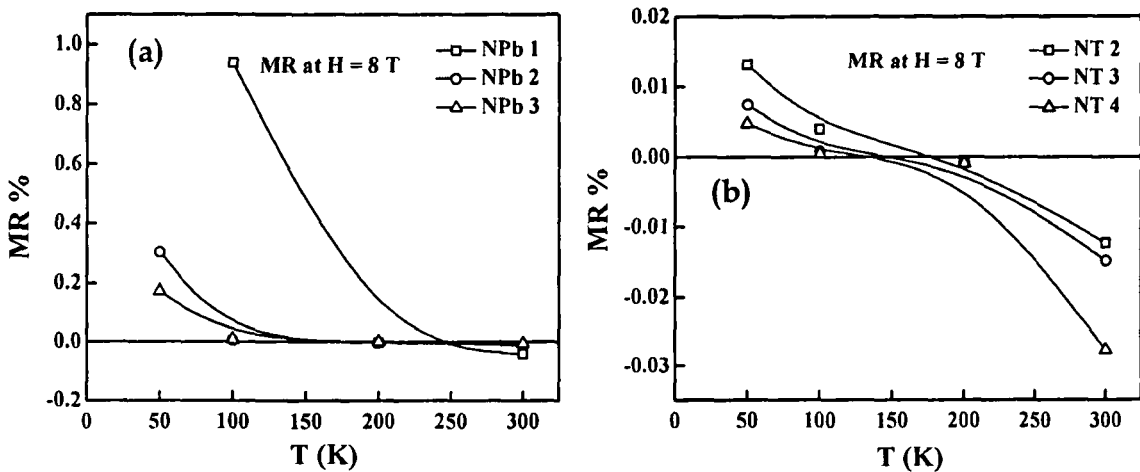 (a)
MR at H = 8 T
NPb 1
NPb 2
NPb 3
1.0
0.8
0.6
0.4
0.2
0.0
-0.2
MR %
0 50 100 150 200 250 300
T (K)
(b)
MR at H = 8 T
NT 2
NT 3
NT 4
0.02
0.01
0.00
-0.01
-0.02
-0.03
MR %
0 50 100 150 200 250 300
T (K)